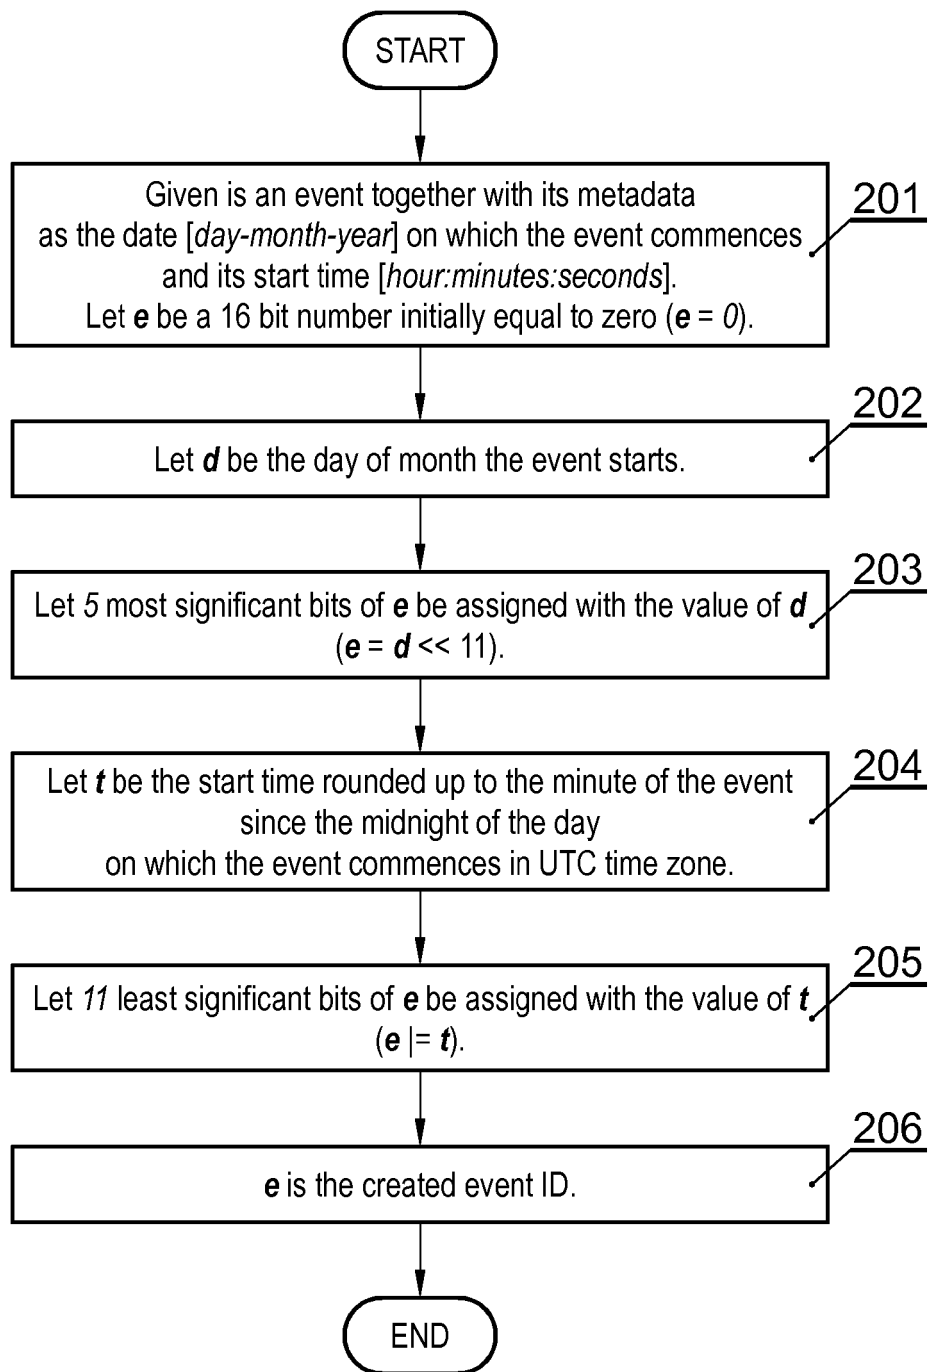 START
201
Given is an event together with its metadata
as the date [day-month-year] on which the event commences
and its start time [hour:minutes:seconds].
Let e be a 16 bit number initially equal to zero (e = 0).
202
Let d be the day of month the event starts.
203
Let 5 most significant bits of e be assigned with the value of d
(e = d << 11).
204
Let t be the start time rounded up to the minute of the event
since the midnight of the day
on which the event commences in UTC time zone.
205
Let 11 least significant bits of e be assigned with the value of t
(e |= t).
206
e is the created event ID.
END